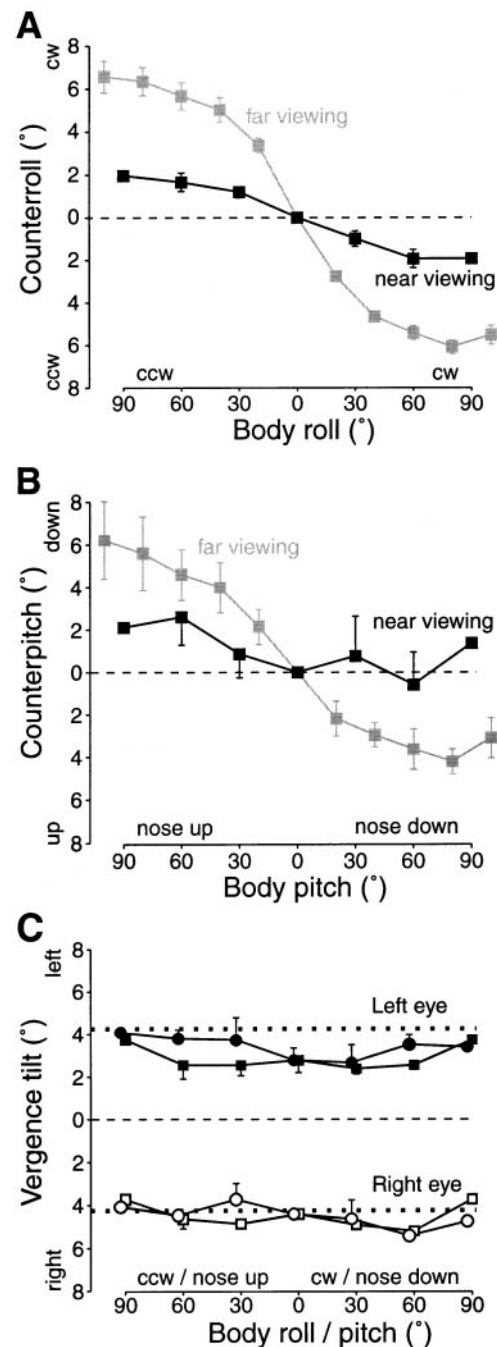 A
cw
8
6
4
2
0
2
4
6
8
ccw
Counterroll (°)
far viewing
near viewing
ccw
cw
90 60 30 0 30 60 90
Body roll (°)
B
down
8
6
4
2
0
2
4
6
8
up
Counterpitch (°)
far viewing
near viewing
nose up
nose down
90 60 30 0 30 60 90
Body pitch (°)
C
left
8
6
4
2
0
2
4
6
8
right
Vergence tilt (°)
Left eye
Right eye
ccw / nose up
cw / nose down
90 60 30 0 30 60 90
Body roll / pitch (°)